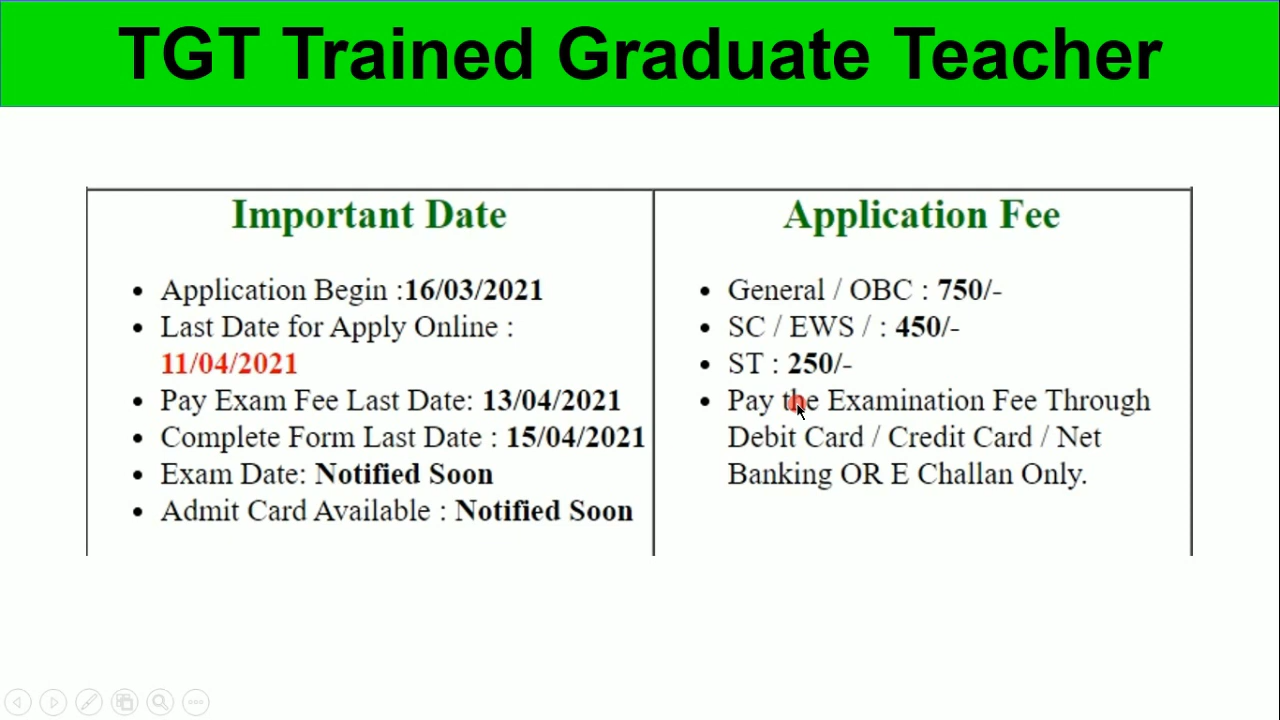 TGT Trained Graduate Teacher
Important Date
• Application Begin :16/03/2021
• Last Date for Apply Online :
11/04/2021
• Pay Exam Fee Last Date: 13/04/2021
• Complete Form Last Date : 15/04/2021
• Exam Date: Notified Soon
• Admit Card Available : Notified Soon
Application Fee
• General / OBC : 750/-
• SC / EWS / : 450/-
• ST : 250/-
• Pay the Examination Fee Through
Debit Card / Credit Card / Net
Banking OR E Challan Only.